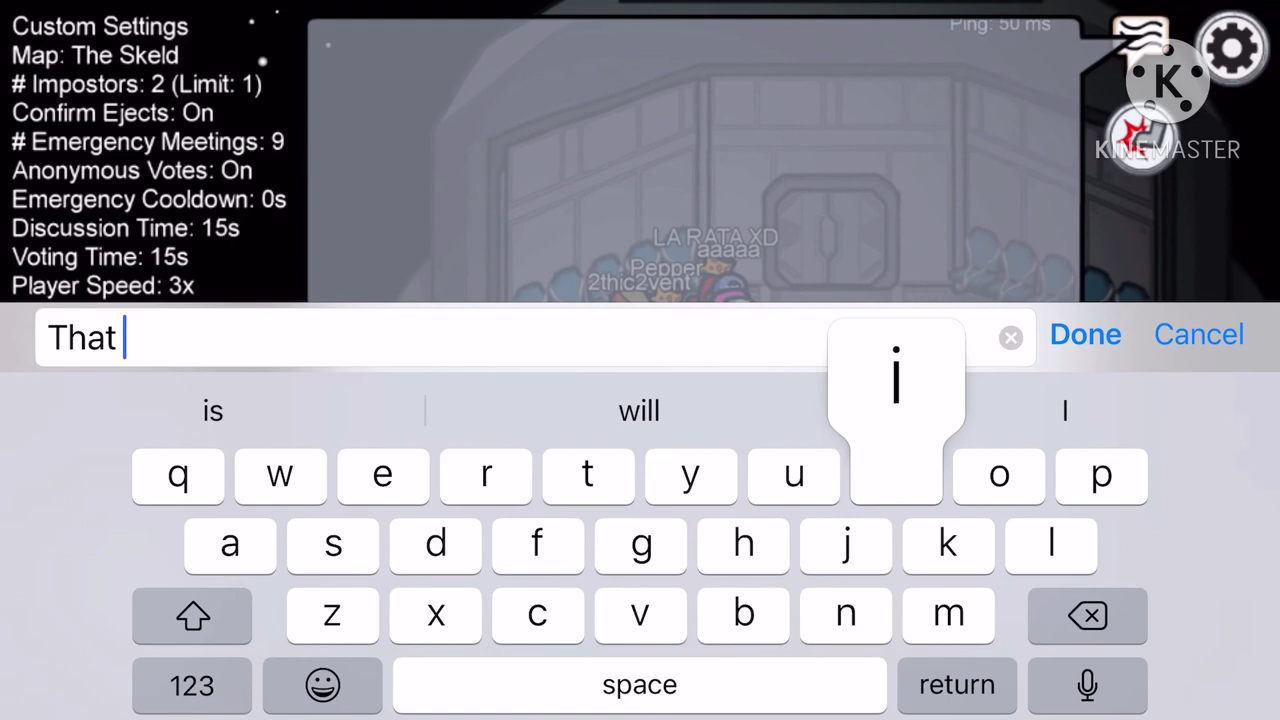 Custom Settings
Map: The Skeld
# Impostors: 2 (Limit: 1)
Confirm Ejects: On
# Emergency Meetings: 9
Anonymous Votes: On
Emergency Cooldown: 0s
Discussion Time: 15s
Voting Time: 15s
Player Speed: 3x
Ping: 50 ms
K
KINEMASTER
LA RATA XD
aaaaa
Pepper
2thic2vent
That
Done
Cancel
i
is
will
I
q w e r t y u o p
a s d f g h j k l
z x c v b n m
123
space
return